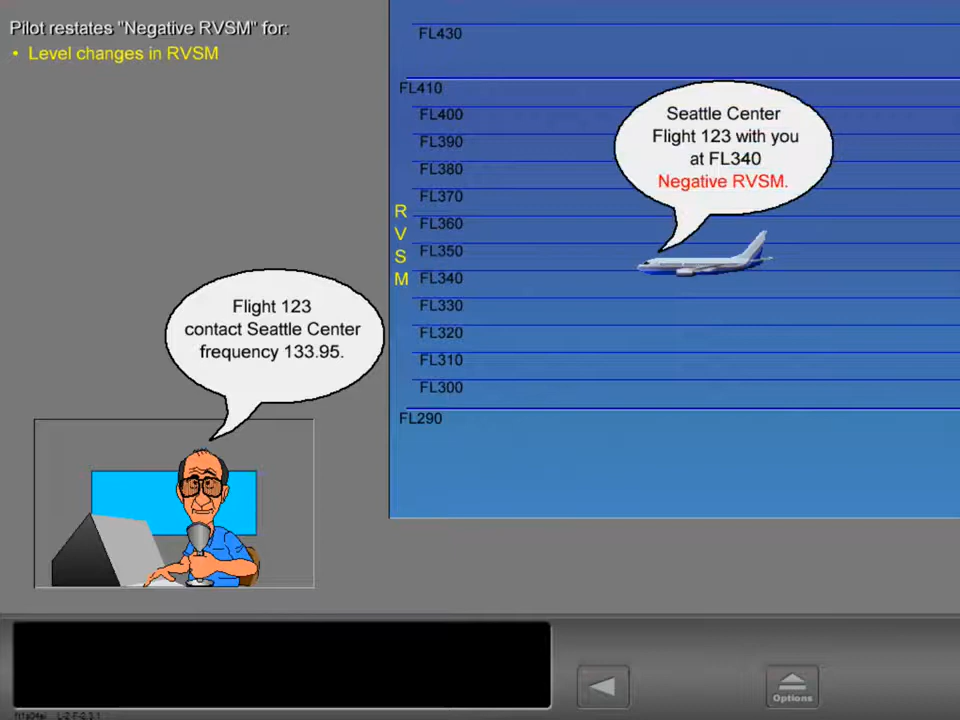 Pilot restates "Negative RVSM" for:
• Level changes in RVSM
FL430
FL410
FL400
FL390
FL380
FL370
FL360
FL350
FL340
FL330
FL320
FL310
FL300
FL290
R
V
S
M
Seattle Center
Flight 123 with you
at FL340
Negative RVSM.
Flight 123
contact Seattle Center
frequency 133.95.
Options